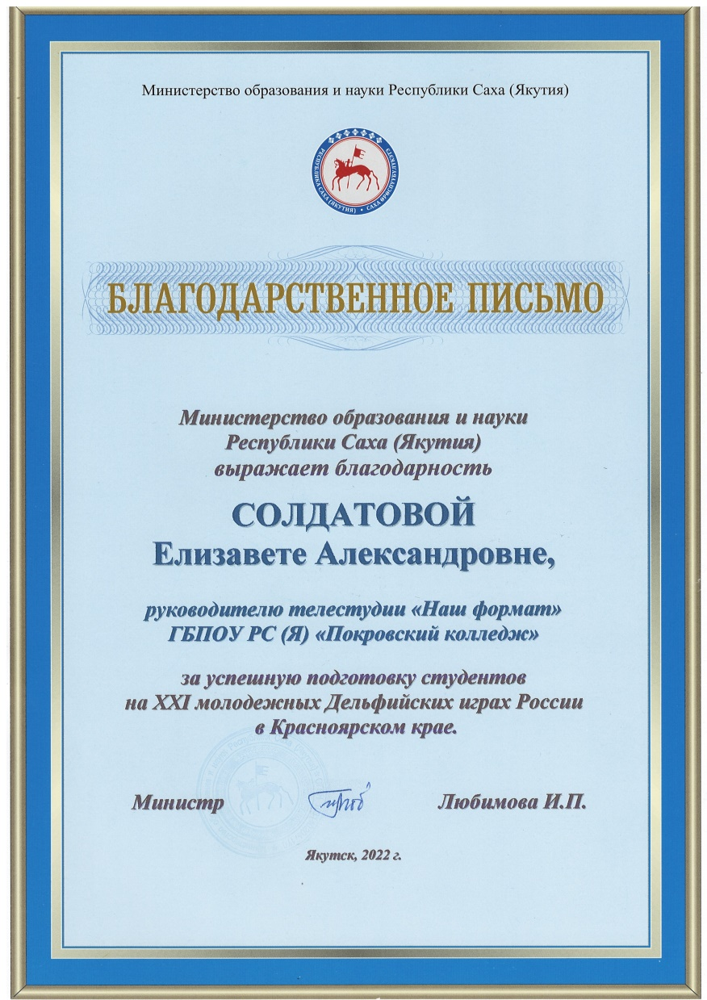 Министерство образования и науки Республики Саха (Якутия)
РЕСПУБЛИКА САХА (ЯКУТИЯ) • САХА ӨРӨСПҮҮБҮЛҮКЭТЭ
БЛАГОДАРСТВЕННОЕ ПИСЬМО
Министерство образования и науки
Республики Саха (Якутия)
выражает благодарность
СОЛДАТОВОЙ
Елизавете Александровне,
руководителю телестудии «Наш формат»
ГБПОУ РС (Я) «Покровский колледж»
за успешную подготовку студентов
на XXI молодежных Дельфийских играх России
в Красноярском крае.
Министр
Любимова И.П.
Якутск, 2022 г.